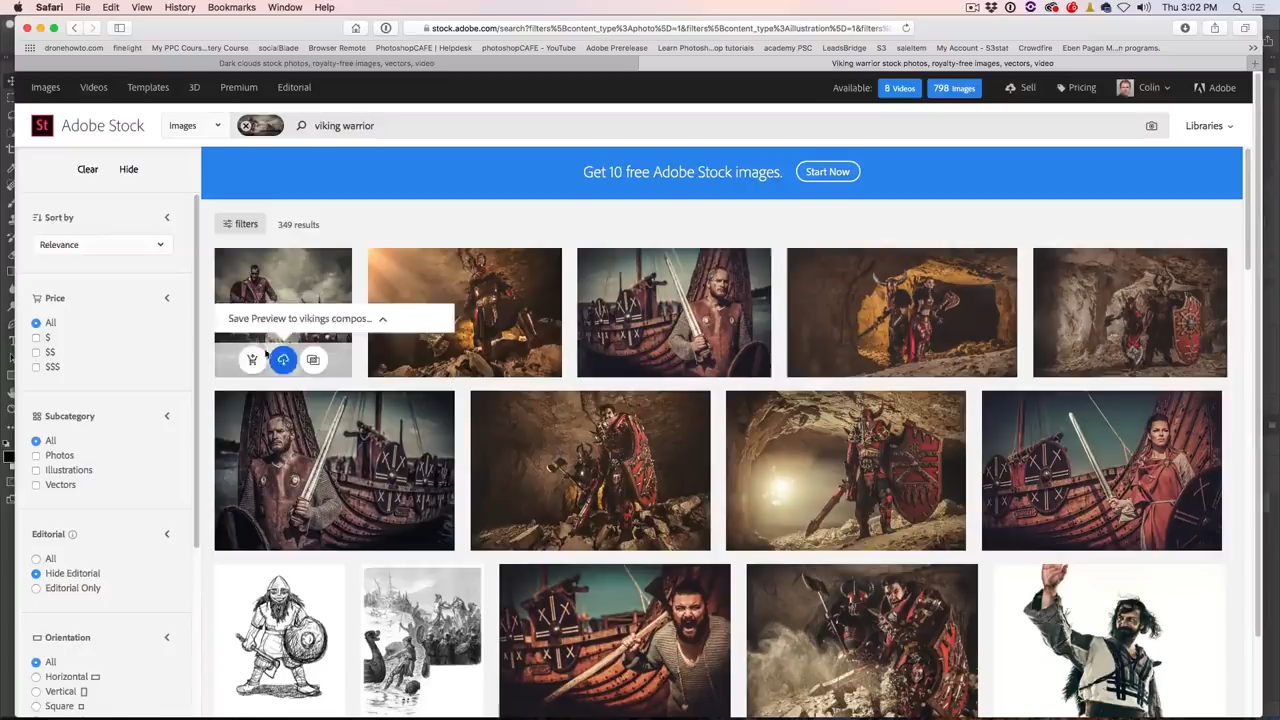 Safari File Edit View History Bookmarks Window Help
Thu 3:02 PM
stock.adobe.com/search?filters%5Bcontent_type%3Aphoto%5D=1&filters%5Bcontent_type%3Aillustration%5D=1&filters%
dronehowto.com finelight My PPC Cours...tery Course socialBlade Browser Remote PhotoshopCAFE | Helpdesk photoshopCAFE - YouTube Adobe Prerelease Learn Photosh...op tutorials academy PSC LeadsBridge S3 saleitem My Account - S3stat Crowdfire Eben Pagan M...n programs.
Dark clouds stock photos, royalty-free images, vectors, video
Viking warrior stock photos, royalty-free images, vectors, video
Images Videos Templates 3D Premium Editorial
Available: 8 Videos 798 Images Sell Pricing Colin Adobe
St Adobe Stock
Images
viking warrior
Libraries
Clear Hide
Get 10 free Adobe Stock images. Start Now
Sort by
Relevance
filters 349 results
Price
All
$
$$
$$$
Save Preview to vikings compos...
Subcategory
All
Photos
Illustrations
Vectors
Editorial
All
Hide Editorial
Editorial Only
Orientation
All
Horizontal
Vertical
Square